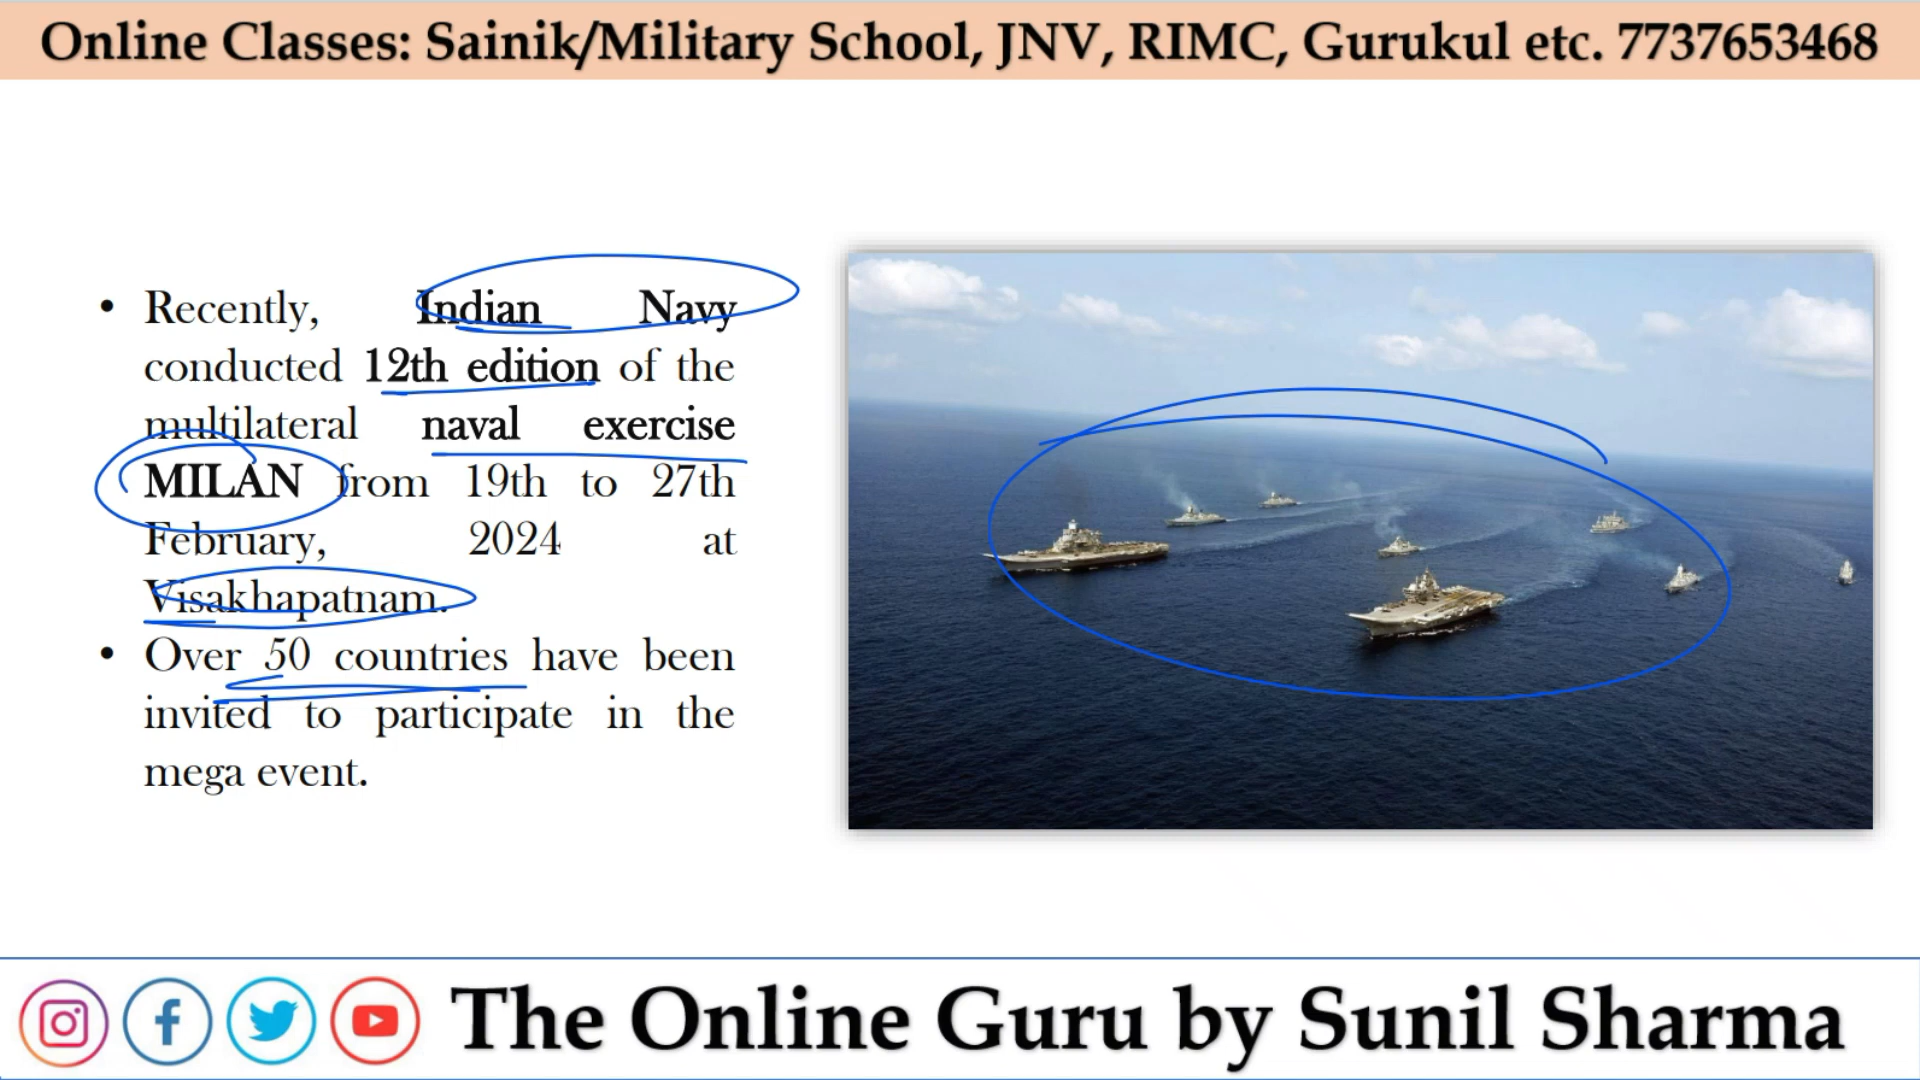 Online Classes: Sainik/Military School, JNV, RIMC, Gurukul etc. 7737653468
• Recently, Indian Navy
conducted 12th edition of the
multilateral naval exercise
MILAN from 19th to 27th
February, 2024 at
Visakhapatnam.
• Over 50 countries have been
invited to participate in the
mega event.
The Online Guru by Sunil Sharma